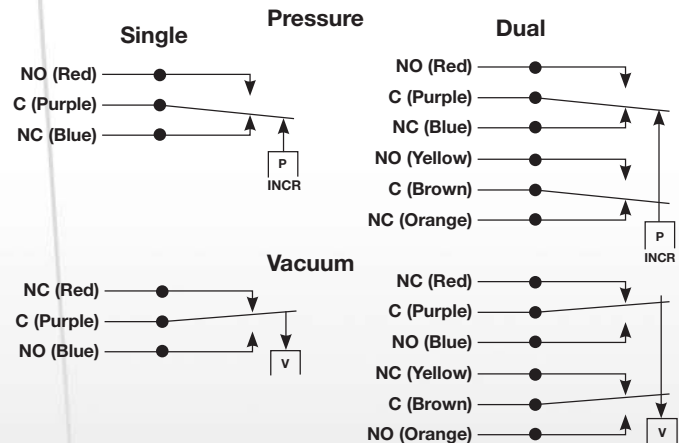 Pressure
Single
NO (Red)
C (Purple)
NC (Blue)
P
INCR
Dual
NO (Red)
C (Purple)
NC (Blue)
NO (Yellow)
C (Brown)
NC (Orange)
P
INCR
Vacuum
NC (Red)
C (Purple)
NO (Blue)
V
NC (Red)
C (Purple)
NO (Blue)
NC (Yellow)
C (Brown)
NO (Orange)
V